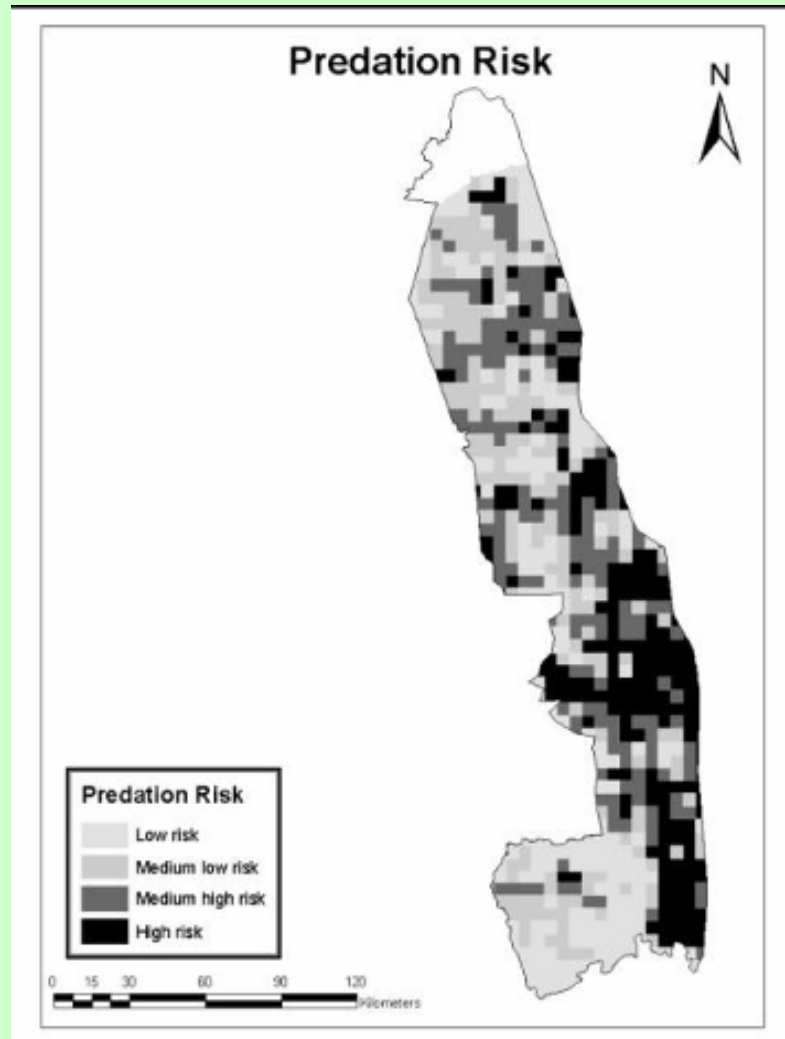 Predation Risk
N
Predation Risk
Low risk
Medium low risk
Medium high risk
High risk
0 15 30 60 90 120
Kilometers